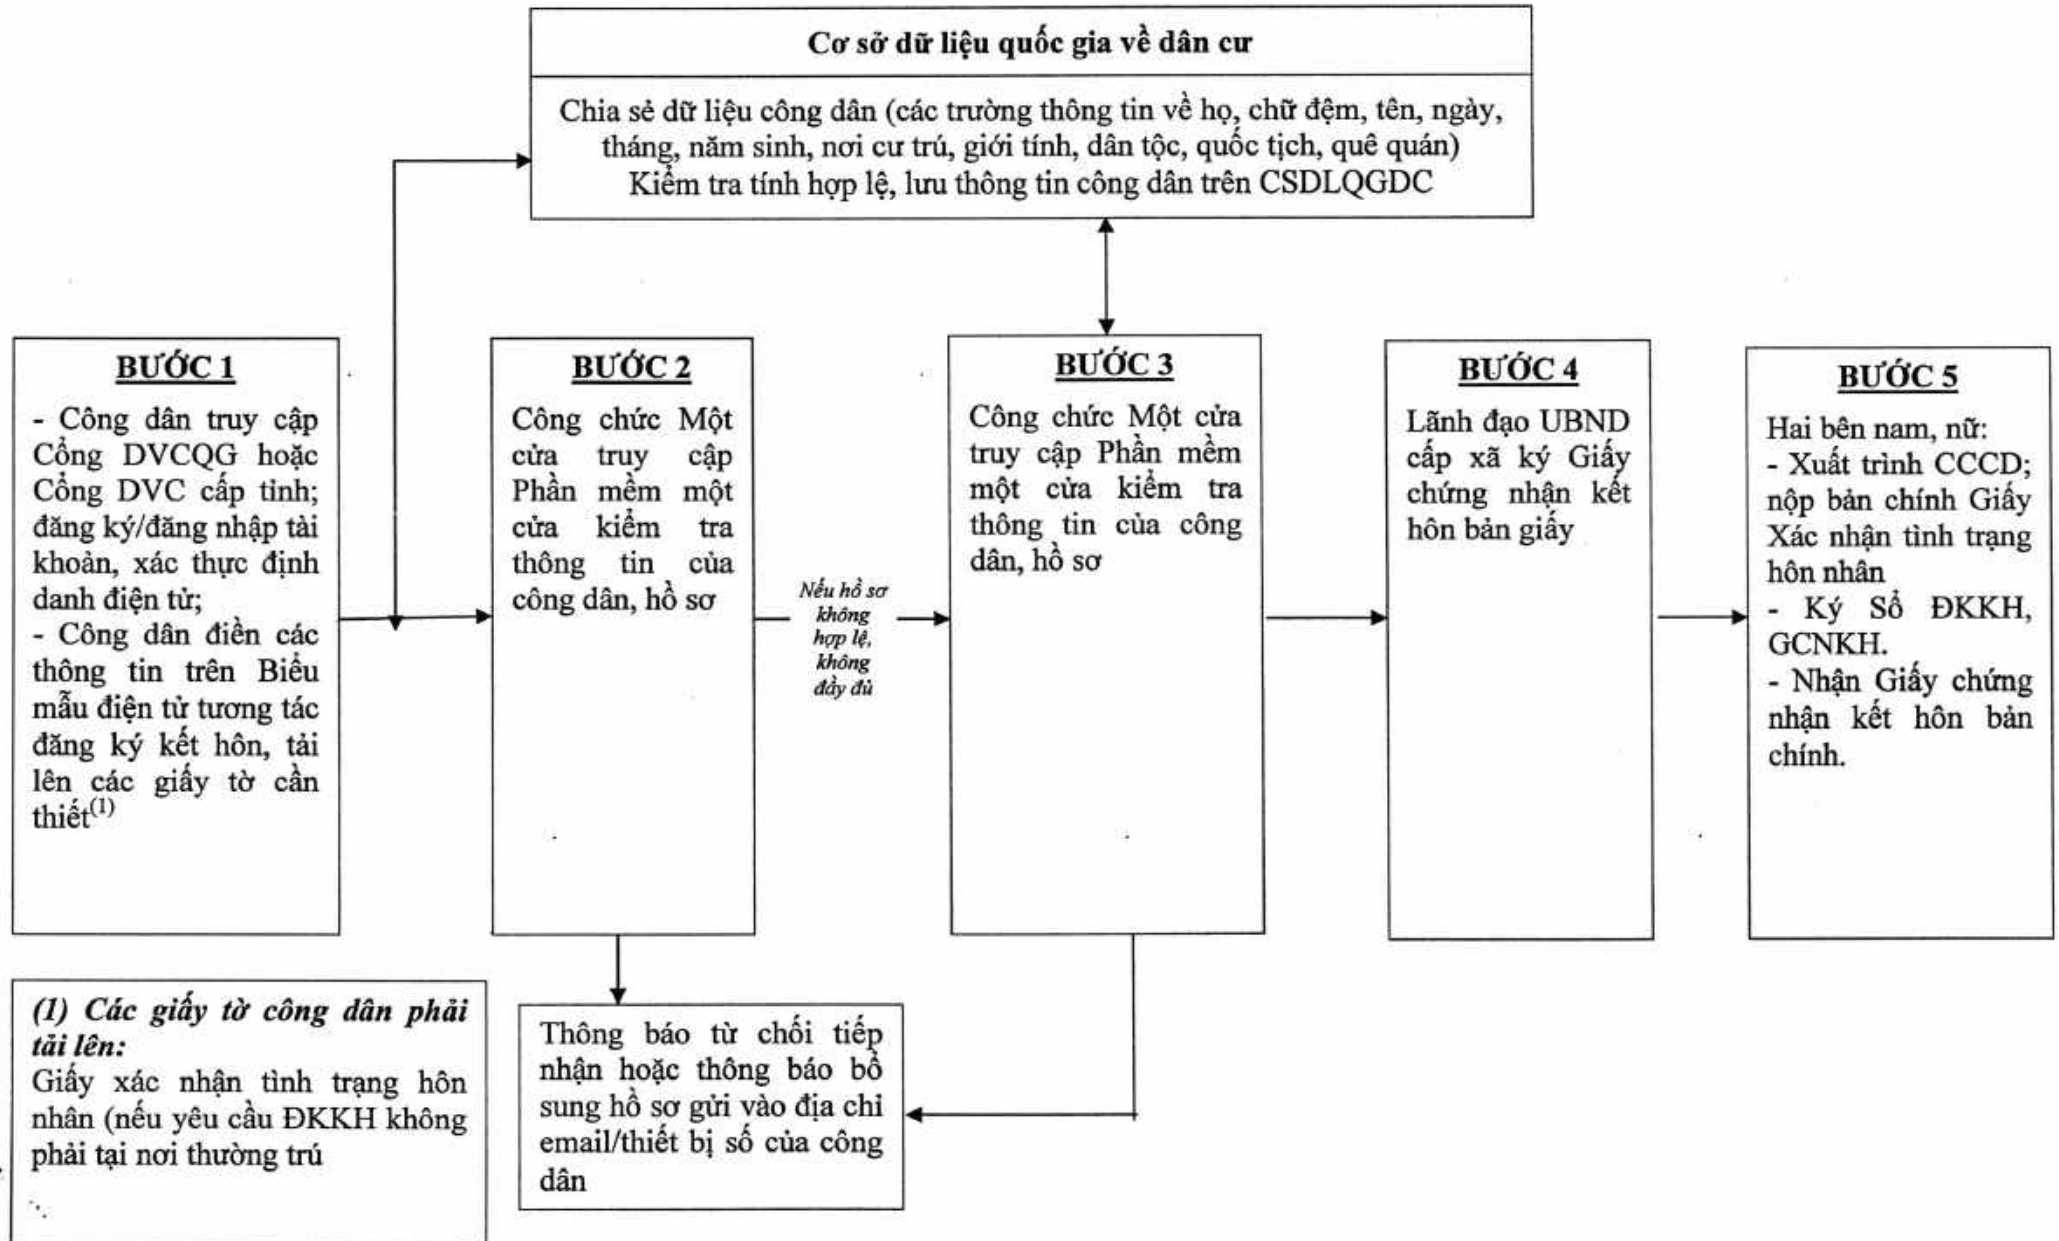 Cơ sở dữ liệu quốc gia về dân cư
Chia sẻ dữ liệu công dân (các trường thông tin về họ, chữ đệm, tên, ngày,
tháng, năm sinh, nơi cư trú, giới tính, dân tộc, quốc tịch, quê quán)
Kiểm tra tính hợp lệ, lưu thông tin công dân trên CSDLQGDC
BƯỚC 1
- Công dân truy cập
Cổng DVCQG hoặc
Cổng DVC cấp tỉnh;
đăng ký/đăng nhập tài
khoản, xác thực định
danh điện tử;
- Công dân điền các
thông tin trên Biểu
mẫu điện tử tương tác
đăng ký kết hôn, tải
lên các giấy tờ cần
thiết(1)
BƯỚC 2
Công chức Một
cửa truy cập
Phần mềm một
cửa kiểm tra
thông tin của
công dân, hồ sơ
Nếu hồ sơ
không
hợp lệ,
không
đầy đủ
BƯỚC 3
Công chức Một cửa
truy cập Phần mềm
một cửa kiểm tra
thông tin của công
dân, hồ sơ
BƯỚC 4
Lãnh đạo UBND
cấp xã ký Giấy
chứng nhận kết
hôn bản giấy
BƯỚC 5
Hai bên nam, nữ:
- Xuất trình CCCD;
nộp bản chính Giấy
Xác nhận tình trạng
hôn nhân
- Ký Sổ ĐKKH,
GCNKH.
- Nhận Giấy chứng
nhận kết hôn bản
chính.
(1) Các giấy tờ công dân phải
tải lên:
Giấy xác nhận tình trạng hôn
nhân (nếu yêu cầu ĐKKH không
phải tại nơi thường trú
Thông báo từ chối tiếp
nhận hoặc thông báo bổ
sung hồ sơ gửi vào địa chỉ
email/thiết bị số của công
dân